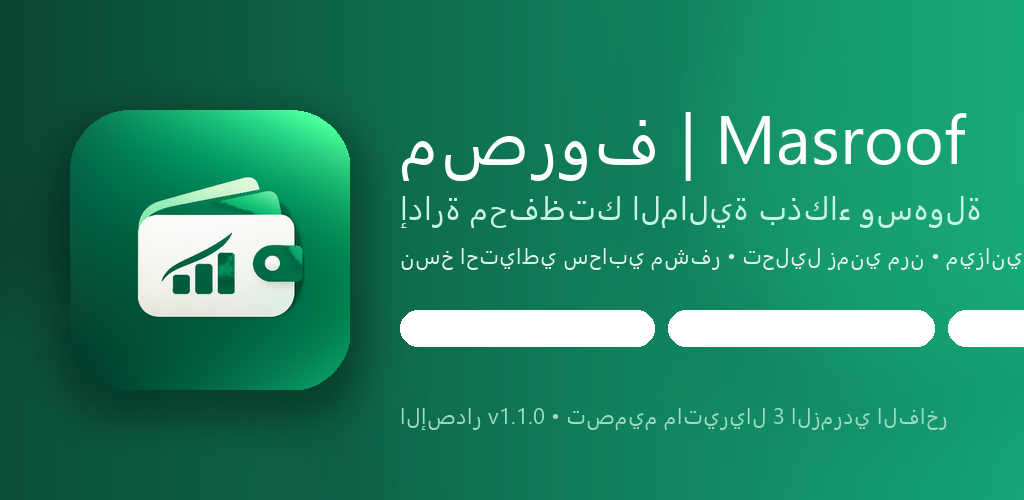 مصروف | Masroof
إدارة محفظتك المالية بذكاء وسهولة
نسخ احتياطي سحابي مشفر • تحليل زمني مرن • ميزاني
الإصدار v1.1.0 • تصميم ماتيريال 3 الزمردي الفاخر